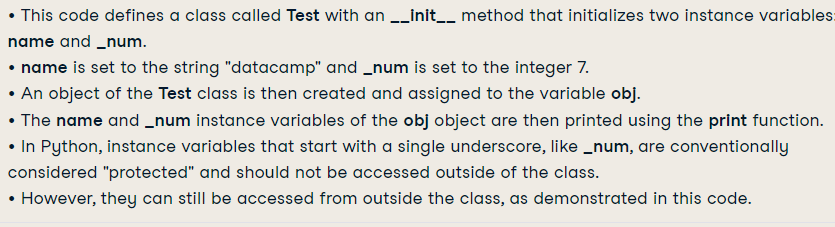 • This code defines a class called Test with an __init__ method that initializes two instance variables:
name and _num.
• name is set to the string "datacamp" and _num is set to the integer 7.
• An object of the Test class is then created and assigned to the variable obj.
• The name and _num instance variables of the obj object are then printed using the print function.
• In Python, instance variables that start with a single underscore, like _num, are conventionally
considered "protected" and should not be accessed outside of the class.
• However, they can still be accessed from outside the class, as demonstrated in this code.